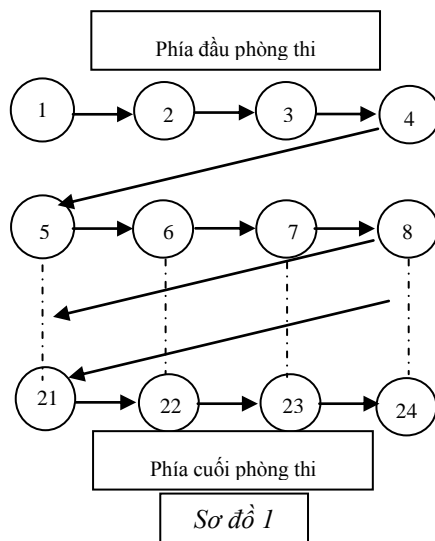 Phía đầu phòng thi
1 2 3 4
5 6 7 8
21 22 23 24
Phía cuối phòng thi
Sơ đồ 1